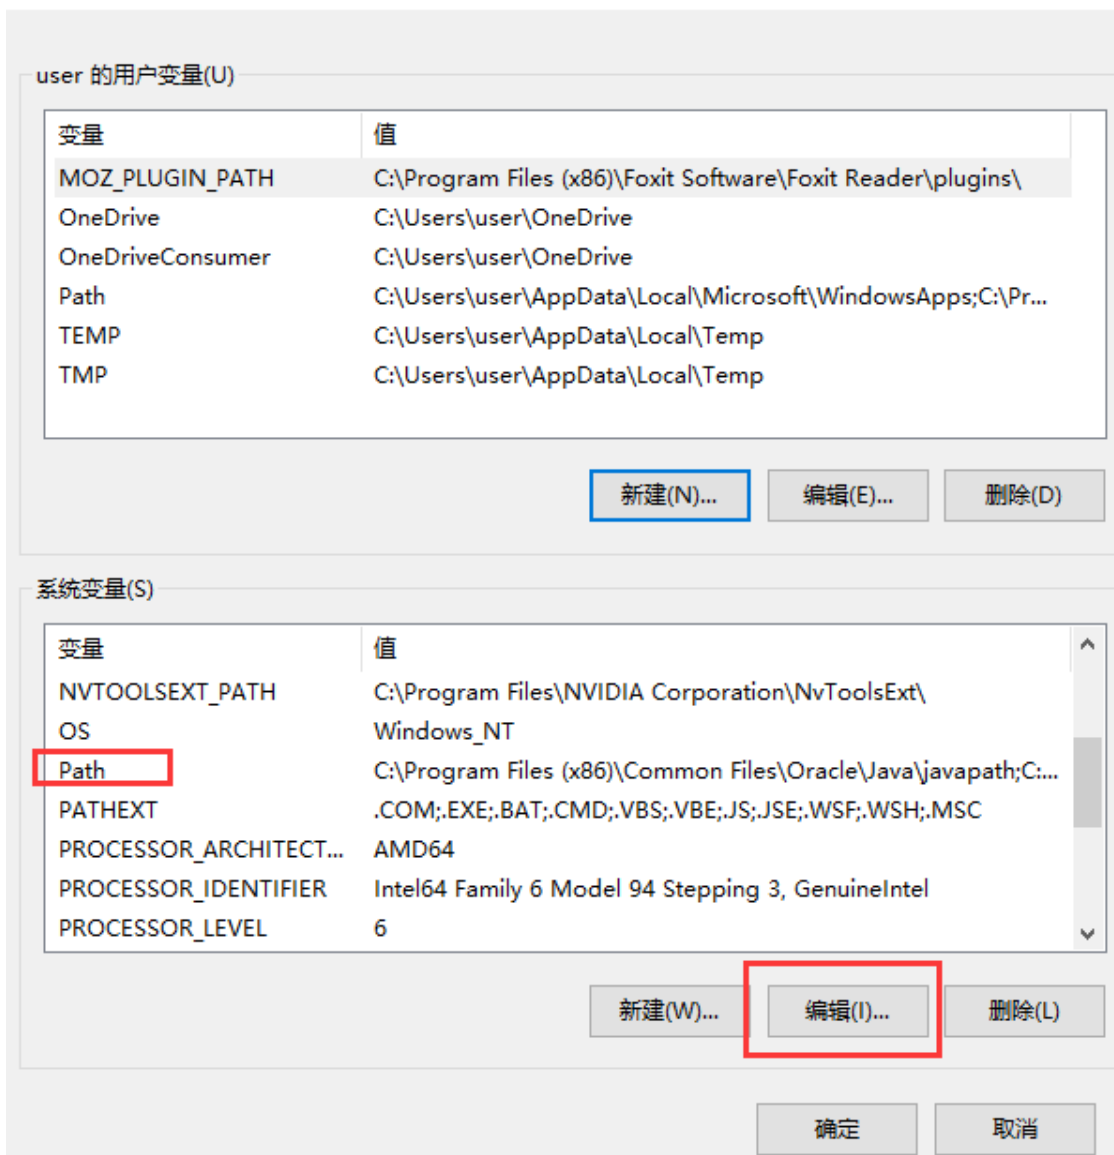 user 的用户变量(U)
变量 值
MOZ_PLUGIN_PATH C:\Program Files (x86)\Foxit Software\Foxit Reader\plugins\
OneDrive C:\Users\user\OneDrive
OneDriveConsumer C:\Users\user\OneDrive
Path C:\Users\user\AppData\Local\Microsoft\WindowsApps;C:\Pr...
TEMP C:\Users\user\AppData\Local\Temp
TMP C:\Users\user\AppData\Local\Temp
新建(N)... 编辑(E)... 删除(D)
系统变量(S)
变量 值
NVTOOLSEXT_PATH C:\Program Files\NVIDIA Corporation\NvToolsExt\
OS Windows_NT
Path C:\Program Files (x86)\Common Files\Oracle\Java\javapath;C:...
PATHEXT .COM;.EXE;.BAT;.CMD;.VBS;.VBE;.JS;.JSE;.WSF;.WSH;.MSC
PROCESSOR_ARCHITECT... AMD64
PROCESSOR_IDENTIFIER Intel64 Family 6 Model 94 Stepping 3, GenuineIntel
PROCESSOR_LEVEL 6
新建(W)... 编辑(I)... 删除(L)
确定 取消